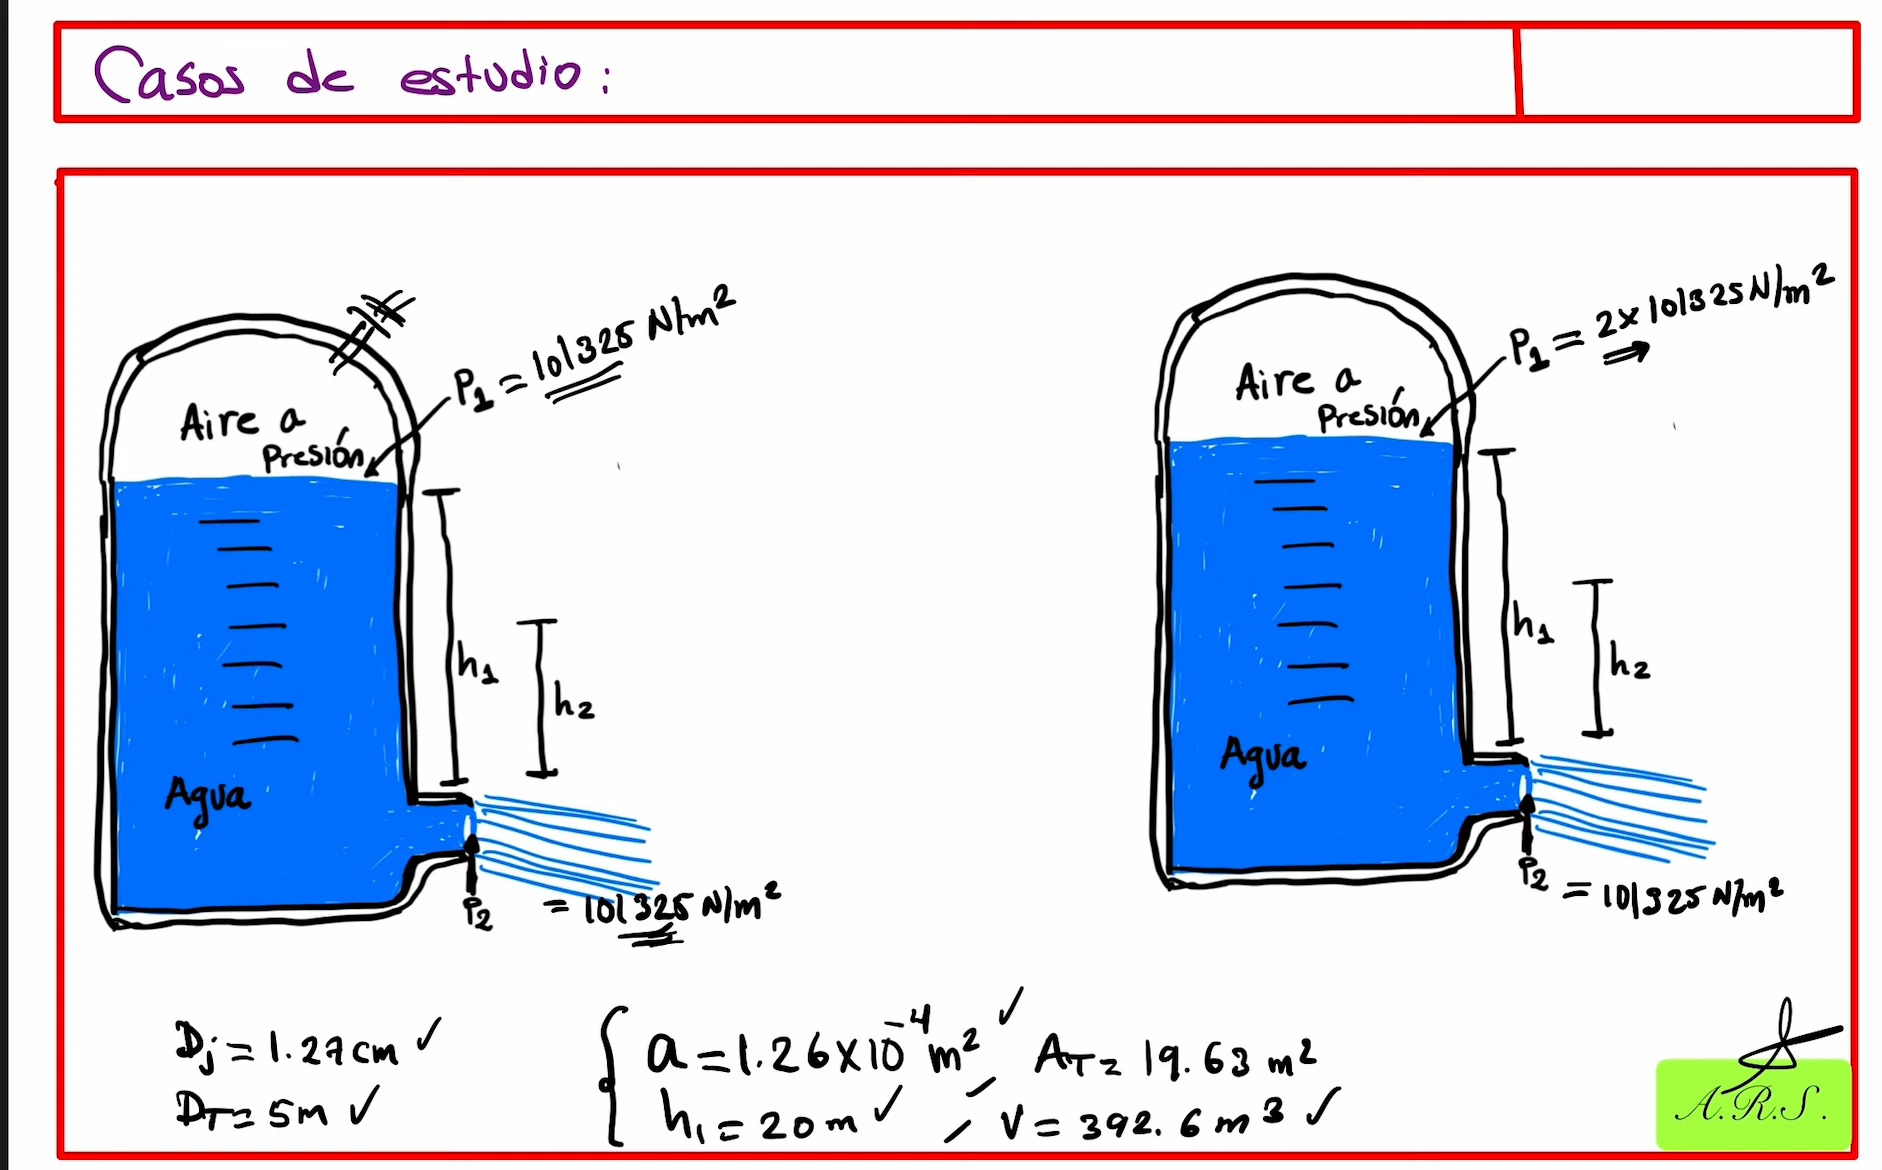 Casos de estudio:
P1 = 101325 N/m²
Aire a
Presión
h1
h2
Agua
P2 = 101325 N/m²
P1 = 2x101325 N/m²
Aire a
Presión
h1
h2
Agua
P2 = 101325 N/m²
Dj = 1.27cm ✓
DT = 5m ✓
a = 1.26x10⁻⁴ m² ✓ AT = 19.63 m²
h1 = 20m ✓ / V = 392.6 m³ ✓
A.R.S.